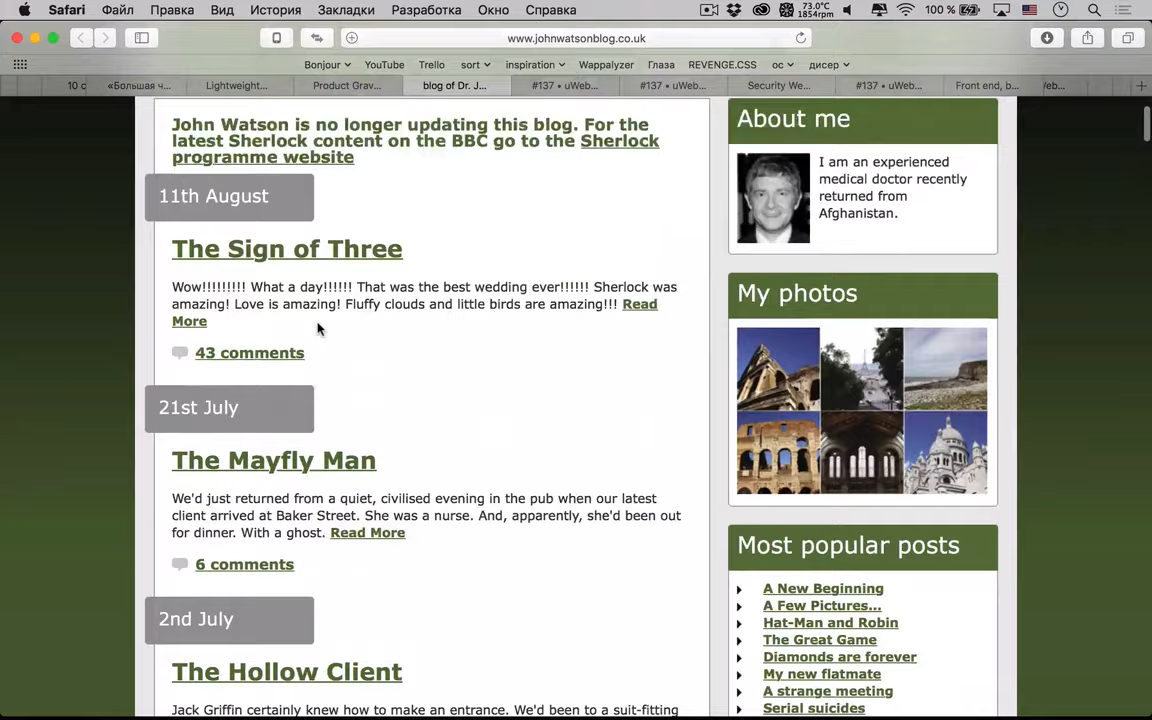 Safari Файл Правка Вид История Закладки Разработка Окно Справка 73.0°C 1854rpm 100 %
www.johnwatsonblog.co.uk
Bonjour YouTube Trello sort inspiration Wappalyzer Глаза REVENGE.CSS ос дисер
10 с «Большая ч... Lightweight... Product Grav... blog of Dr. J... #137 • uWeb... #137 • uWeb... Security We... #137 • uWeb... Front end, b... /eb...
John Watson is no longer updating this blog. For the
latest Sherlock content on the BBC go to the Sherlock
programme website
11th August
The Sign of Three
Wow!!!!!!!!! What a day!!!!!! That was the best wedding ever!!!!!! Sherlock was
amazing! Love is amazing! Fluffy clouds and little birds are amazing!!! Read
More
43 comments
21st July
The Mayfly Man
We'd just returned from a quiet, civilised evening in the pub when our latest
client arrived at Baker Street. She was a nurse. And, apparently, she'd been out
for dinner. With a ghost. Read More
6 comments
2nd July
The Hollow Client
Jack Griffin certainly knew how to make an entrance. We'd been to a suit-fitting
About me
I am an experienced
medical doctor recently
returned from
Afghanistan.
My photos
Most popular posts
A New Beginning
A Few Pictures...
Hat-Man and Robin
The Great Game
Diamonds are forever
My new flatmate
A strange meeting
Serial suicides